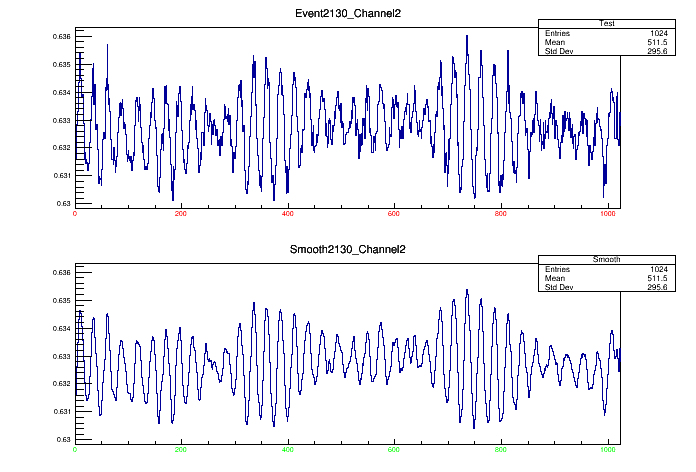 Event2130_Channel2
Test
Entries 1024
Mean 511.5
Std Dev 295.6
0.636
0.635
0.634
0.633
0.632
0.631
0.63
0 200 400 600 800 1000
Smooth2130_Channel2
Smooth
Entries 1024
Mean 511.5
Std Dev 295.6
0.636
0.635
0.634
0.633
0.632
0.631
0.63
0 200 400 600 800 1000